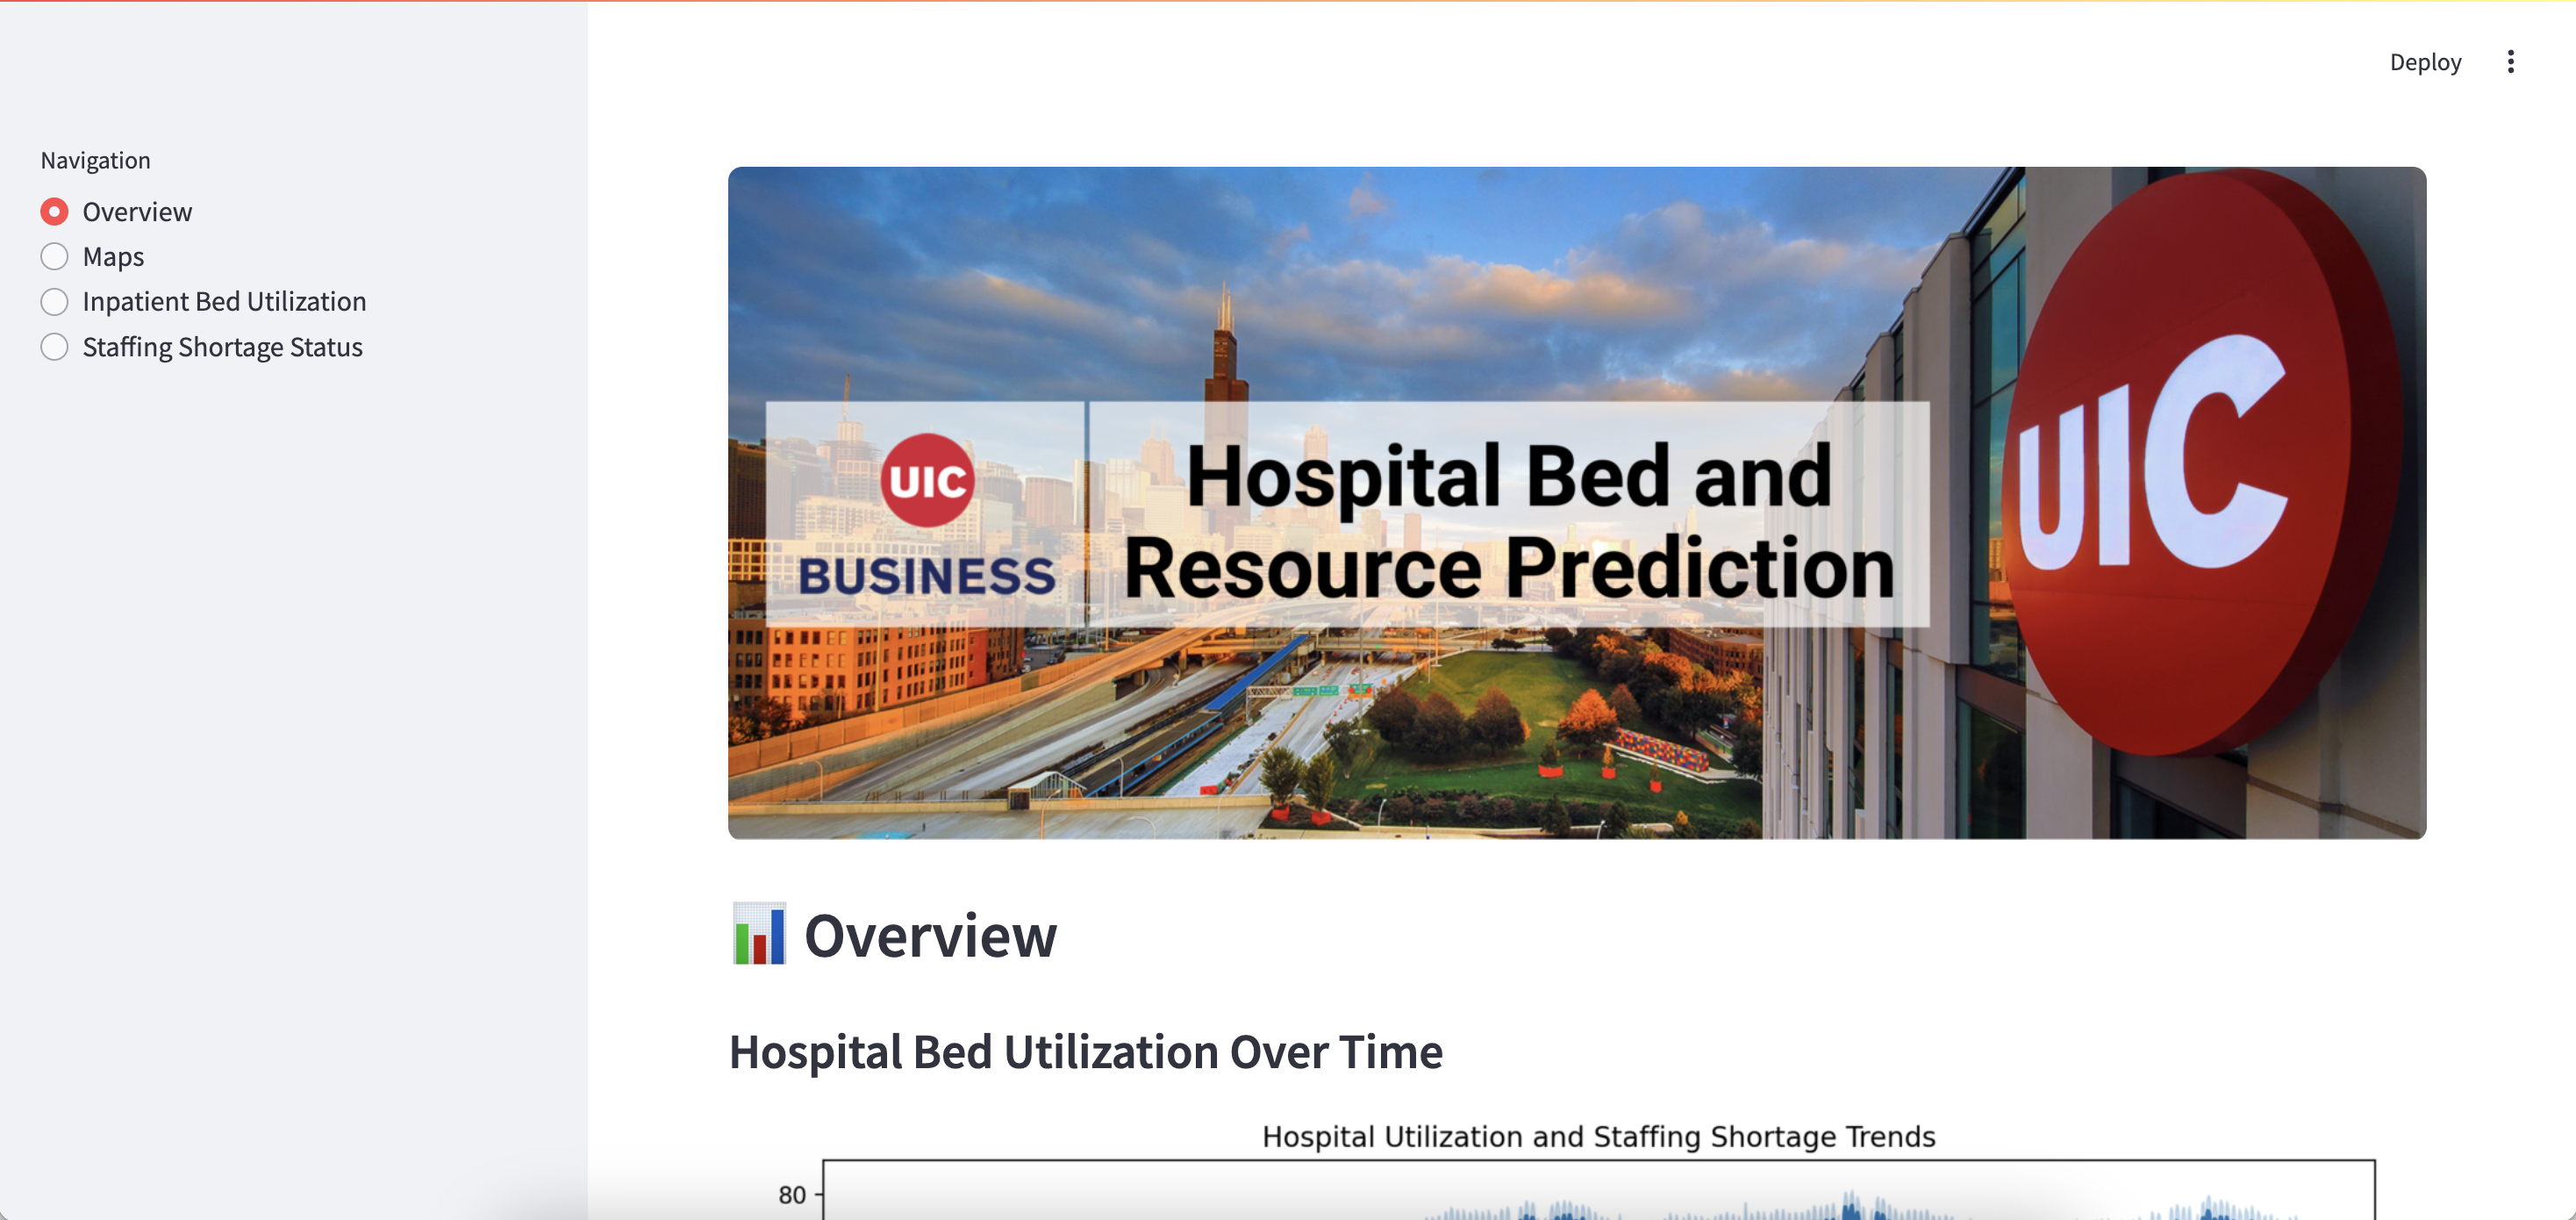 Deploy
Navigation
Overview
Maps
Inpatient Bed Utilization
Staffing Shortage Status
UIC
BUSINESS
Hospital Bed and
Resource Prediction
UIC
📊 Overview
Hospital Bed Utilization Over Time
Hospital Utilization and Staffing Shortage Trends
80